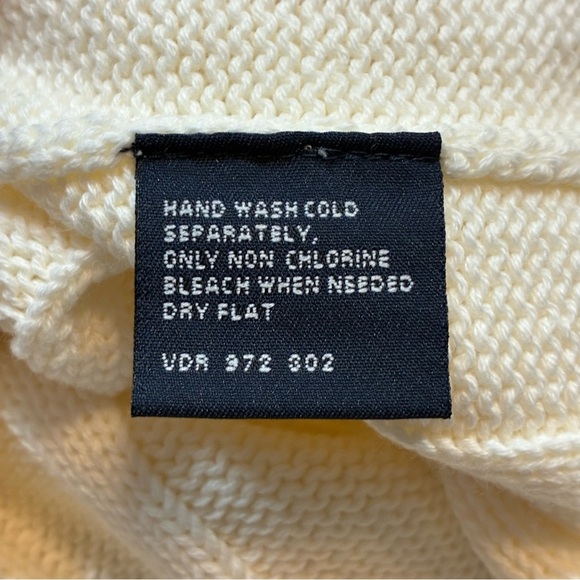 HAND WASH COLD
SEPARATELY,
ONLY NON CHLORINE
BLEACH WHEN NEEDED
DRY FLAT
VDR 972 802